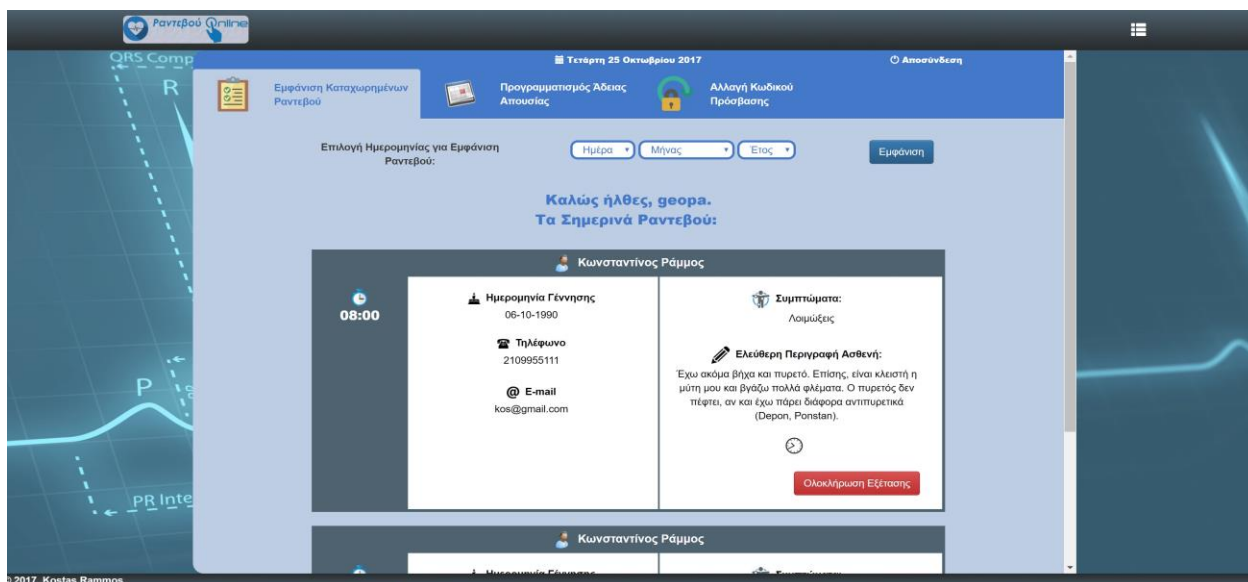 Ραντεβού Online
QRS Comp
R
P
PR Inte
Τετάρτη 25 Οκτωβρίου 2017
Αποσύνδεση
Εμφάνιση Καταχωρημένων
Ραντεβού
Προγραμματισμός Άδειας
Απουσίας
Αλλαγή Κωδικού
Πρόσβασης
Επιλογή Ημερομηνίας για Εμφάνιση
Ραντεβού:
Ημέρα
Μήνας
Έτος
Εμφάνιση
Καλώς ήλθες, geopa.
Τα Σημερινά Ραντεβού:
Κωνσταντίνος Ράμμος
08:00
Ημερομηνία Γέννησης
06-10-1990
Τηλέφωνο
2109955111
@ E-mail
kos@gmail.com
Συμπτώματα:
Λοιμώξεις
Ελεύθερη Περιγραφή Ασθενή:
Έχω ακόμα βήχα και πυρετό. Επίσης, είναι κλειστή η
μύτη μου και βγάζω πολλά φλέματα. Ο πυρετός δεν
πέφτει, αν και έχω πάρει διάφορα αντιπυρετικά
(Depon, Ponstan).
Ολοκλήρωση Εξέτασης
Κωνσταντίνος Ράμμος
Ημερομηνία Γέννησης
Συμπτώματα:
© 2017 Kostas Rammos